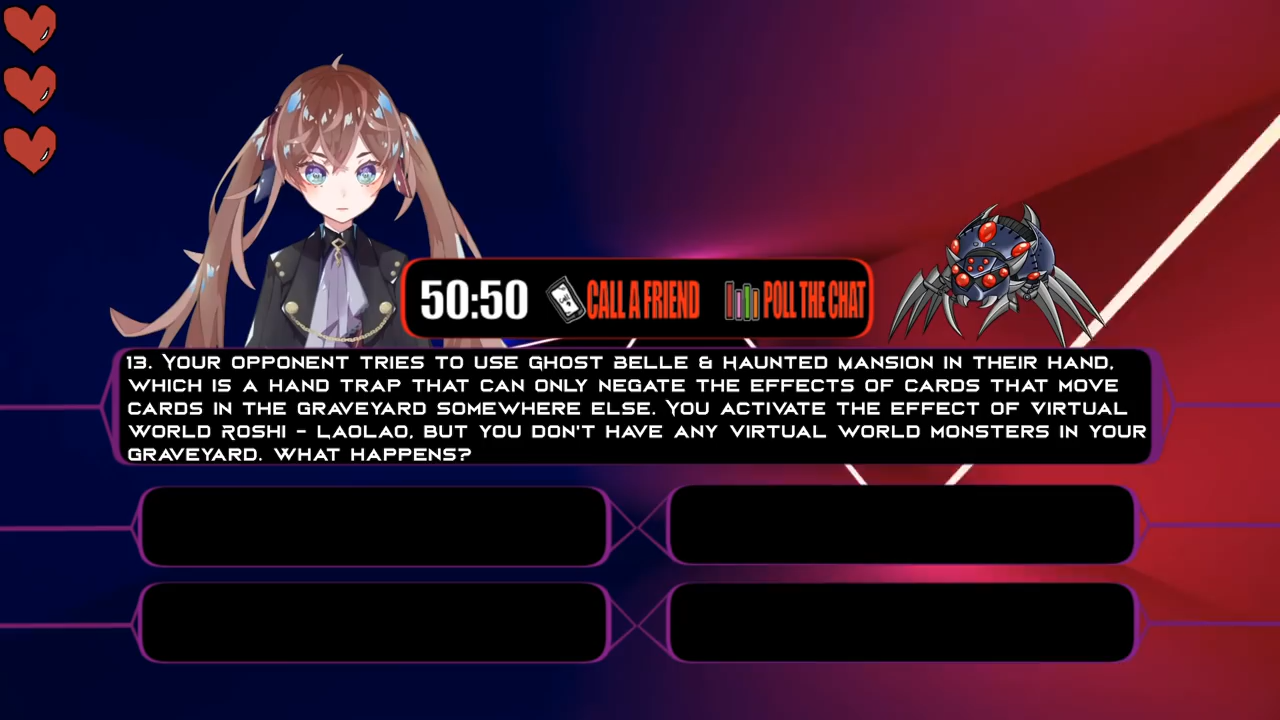 50:50 CALL A FRIEND POLL THE CHAT
13. YOUR OPPONENT TRIES TO USE GHOST BELLE & HAUNTED MANSION IN THEIR HAND,
WHICH IS A HAND TRAP THAT CAN ONLY NEGATE THE EFFECTS OF CARDS THAT MOVE
CARDS IN THE GRAVEYARD SOMEWHERE ELSE. YOU ACTIVATE THE EFFECT OF VIRTUAL
WORLD ROSHI - LAOLAO, BUT YOU DON'T HAVE ANY VIRTUAL WORLD MONSTERS IN YOUR
GRAVEYARD. WHAT HAPPENS?